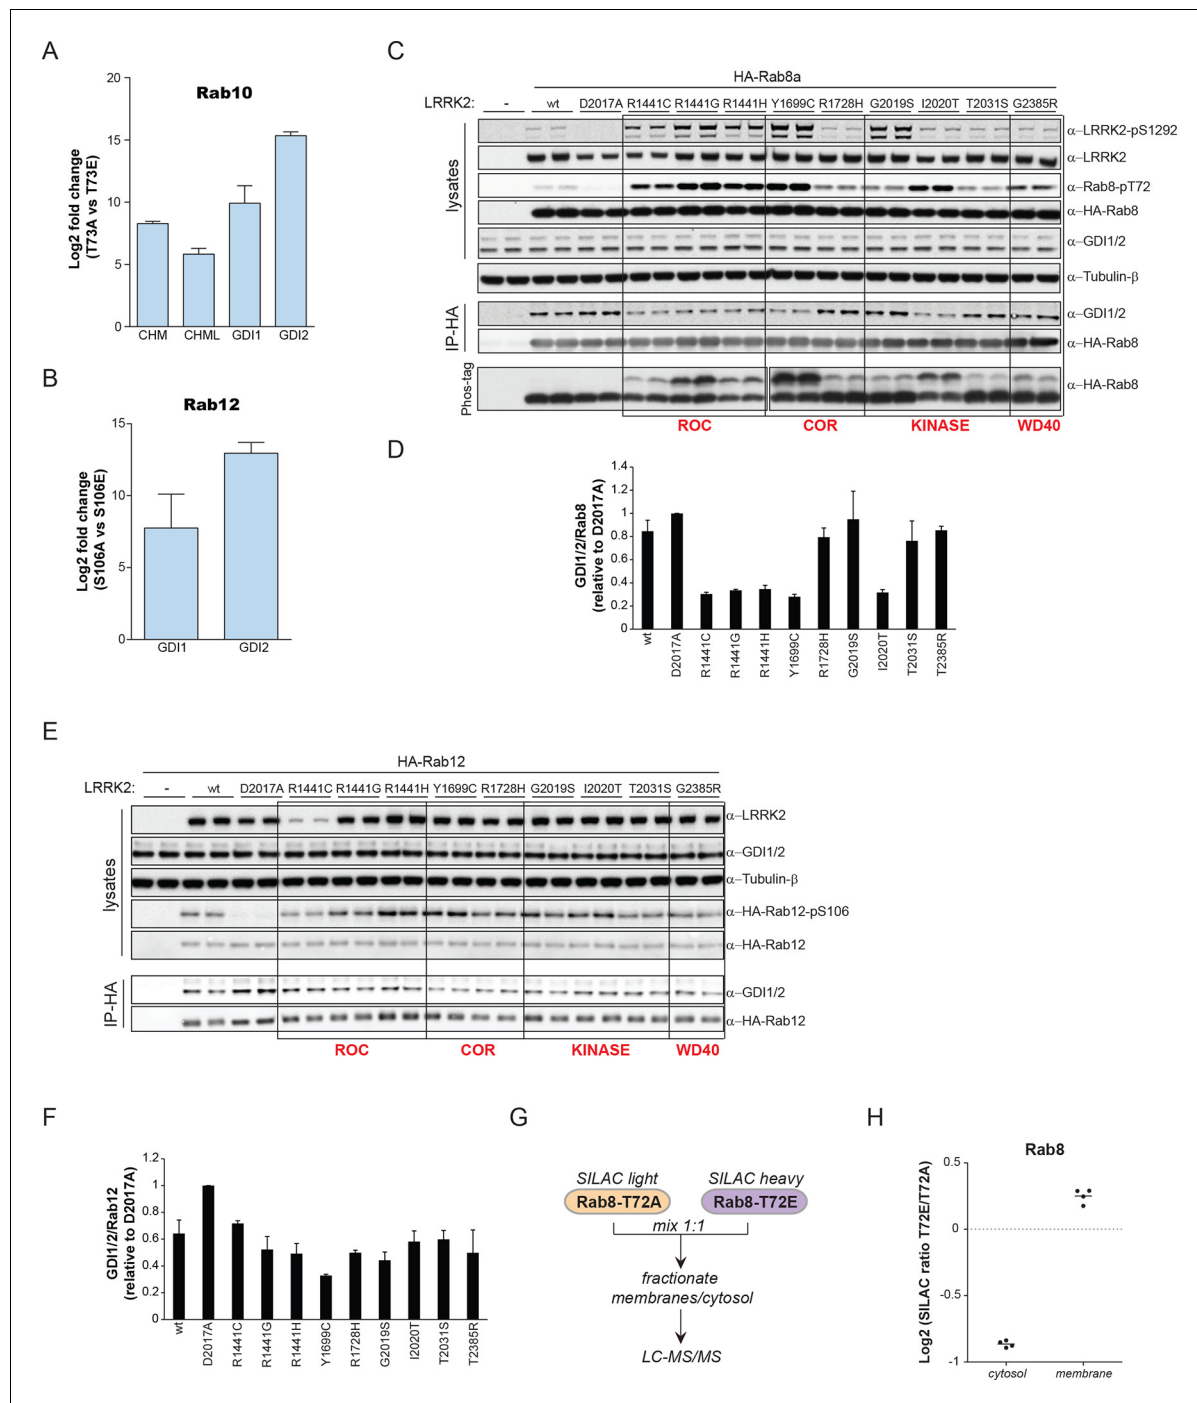 A
Rab10
Log2 fold change
(T73A vs T73E)
20
15
10
5
0
CHM CHML GDI1 GDI2
B
Rab12
Log2 fold change
(S106A vs S106E)
15
10
5
0
GDI1 GDI2
C
HA-Rab8a
LRRK2: - wt D2017A R1441C R1441G R1441H Y1699C R1728H G2019S I2020T T2031S G2385R
lysates
α-LRRK2-pS1292
α-LRRK2
α-Rab8-pT72
α-HA-Rab8
α-GDI1/2
α-Tubulin-β
IP-HA
α-GDI1/2
α-HA-Rab8
Phos-tag
α-HA-Rab8
ROC COR KINASE WD40
D
GDI1/2/Rab8
(relative to D2017A)
1.4
1.2
1
0.8
0.6
0.4
0.2
0
wt D2017A R1441C R1441G R1441H Y1699C R1728H G2019S I2020T T2031S T2385R
E
HA-Rab12
LRRK2: - wt D2017A R1441C R1441G R1441H Y1699C R1728H G2019S I2020T T2031S G2385R
lysates
α-LRRK2
α-GDI1/2
α-Tubulin-β
α-HA-Rab12-pS106
α-HA-Rab12
IP-HA
α-GDI1/2
α-HA-Rab12
ROC COR KINASE WD40
F
GDI1/2/Rab12
(relative to D2017A)
1.2
1
0.8
0.6
0.4
0.2
0
wt D2017A R1441C R1441G R1441H Y1699C R1728H G2019S I2020T T2031S T2385R
G
SILAC light SILAC heavy
Rab8-T72A Rab8-T72E
mix 1:1
fractionate
membranes/cytosol
LC-MS/MS
H
Rab8
Log2 (SILAC ratio T72E/T72A)
0.5
0
-0.5
-1
cytosol membrane